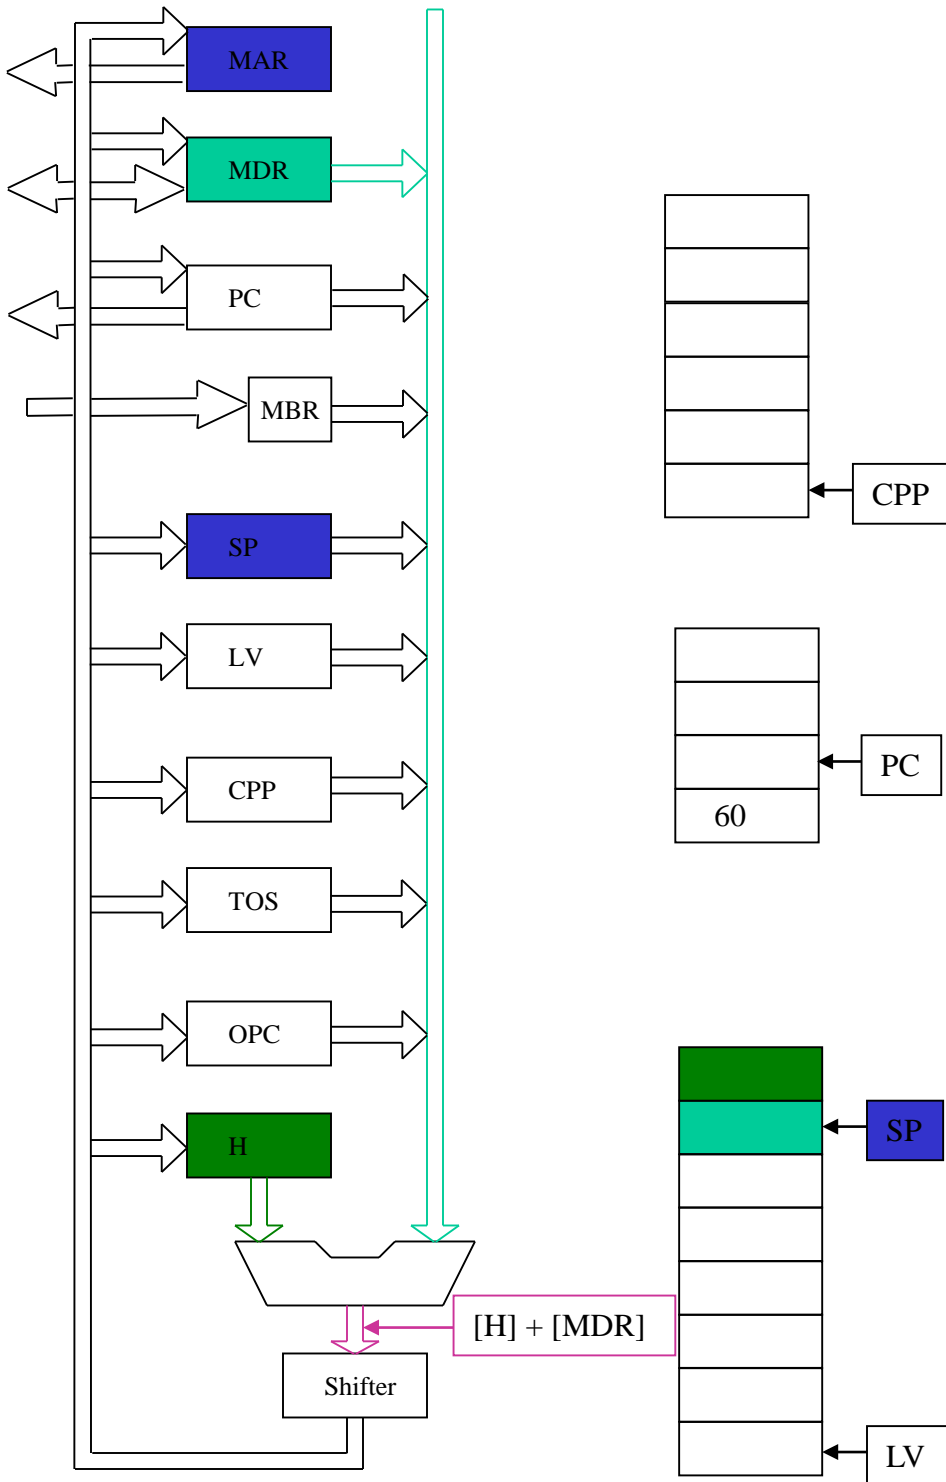 MAR
MDR
PC
MBR
SP
LV
CPP
TOS
OPC
H
[H] + [MDR]
Shifter
CPP
PC
60
SP
LV